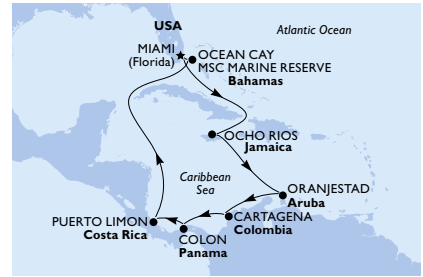 USA
Atlantic Ocean
MIAMI
(Florida)
OCEAN CAY
MSC MARINE RESERVE
Bahamas
OCHO RIOS
Jamaica
Caribbean
Sea
ORANJESTAD
Aruba
CARTAGENA
Colombia
PUERTO LIMON
Costa Rica
COLON
Panama